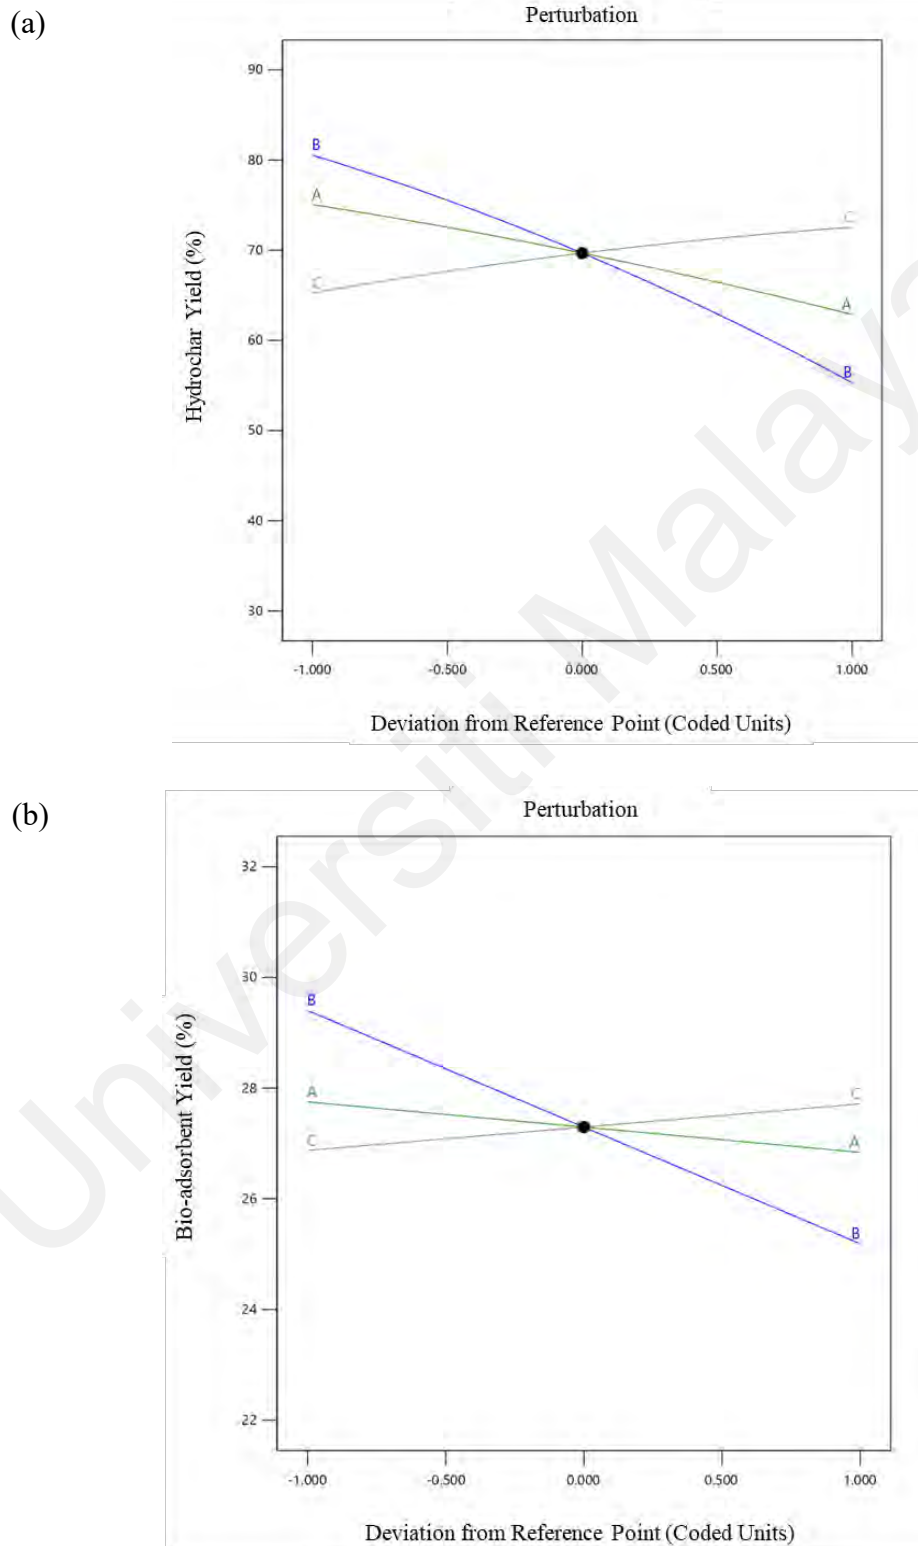 (a)
Perturbation
90
80
70
60
50
40
30
B
A
C
C
A
B
Hydrochar Yield (%)
-1.000
-0.500
0.000
0.500
1.000
Deviation from Reference Point (Coded Units)
(b)
Perturbation
32
30
28
26
24
22
B
A
C
C
A
B
Bio-adsorbent Yield (%)
-1.000
-0.500
0.000
0.500
1.000
Deviation from Reference Point (Coded Units)
Universiti Malaya